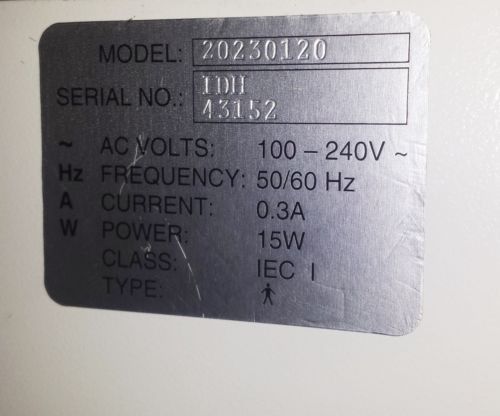 MODEL: 20230120
SERIAL NO.: IDH
43152
~ AC VOLTS: 100 – 240V ~
Hz FREQUENCY: 50/60 Hz
A CURRENT: 0.3A
W POWER: 15W
CLASS: IEC I
TYPE: